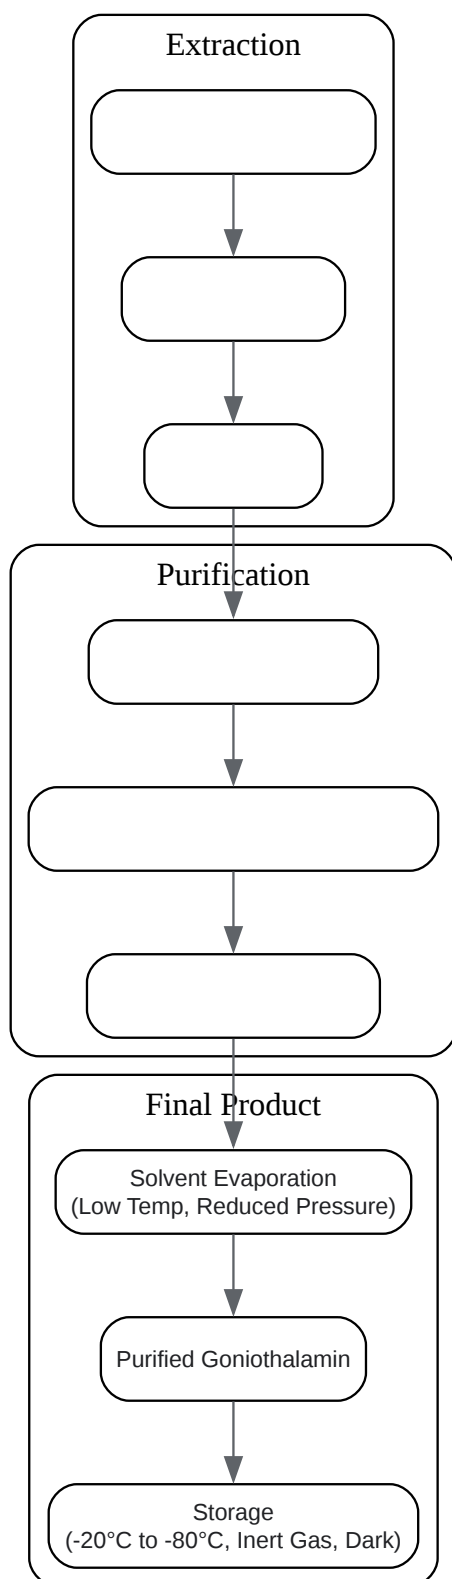 Extraction
Purification
Final Product
Solvent Evaporation
(Low Temp, Reduced Pressure)
Purified Goniothalamin
Storage
(-20°C to -80°C, Inert Gas, Dark)